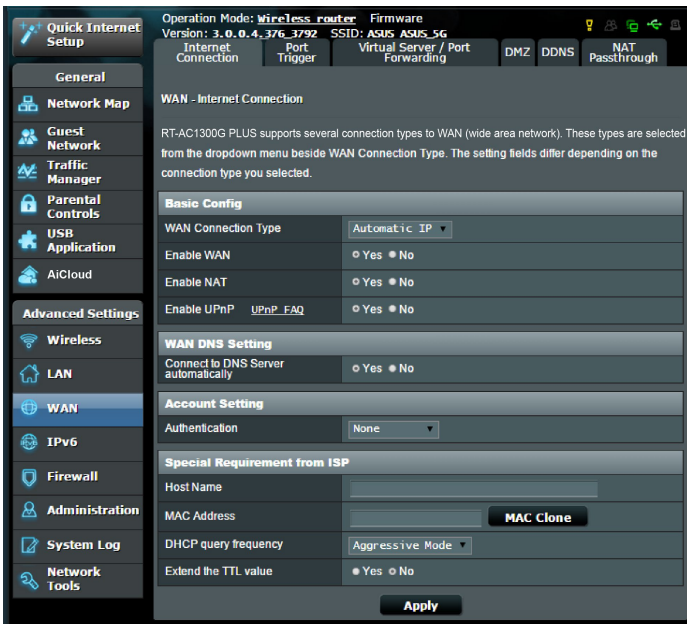 Quick Internet
Setup
General
Network Map
Guest
Network
Traffic
Manager
Parental
Controls
USB
Application
AiCloud
Advanced Settings
Wireless
LAN
WAN
IPv6
Firewall
Administration
System Log
Network
Tools
Operation Mode: Wireless router Firmware
Version: 3.0.0.4.376_3792 SSID: ASUS ASUS_5G
Internet
Connection
Port
Trigger
Virtual Server / Port
Forwarding
DMZ
DDNS
NAT
Passthrough
WAN - Internet Connection
RT-AC1300G PLUS supports several connection types to WAN (wide area network). These types are selected
from the dropdown menu beside WAN Connection Type. The setting fields differ depending on the
connection type you selected.
Basic Config
WAN Connection Type Automatic IP
Enable WAN Yes No
Enable NAT Yes No
Enable UPnP UPnP FAQ Yes No
WAN DNS Setting
Connect to DNS Server
automatically Yes No
Account Setting
Authentication None
Special Requirement from ISP
Host Name
MAC Address MAC Clone
DHCP query frequency Aggressive Mode
Extend the TTL value Yes No
Apply